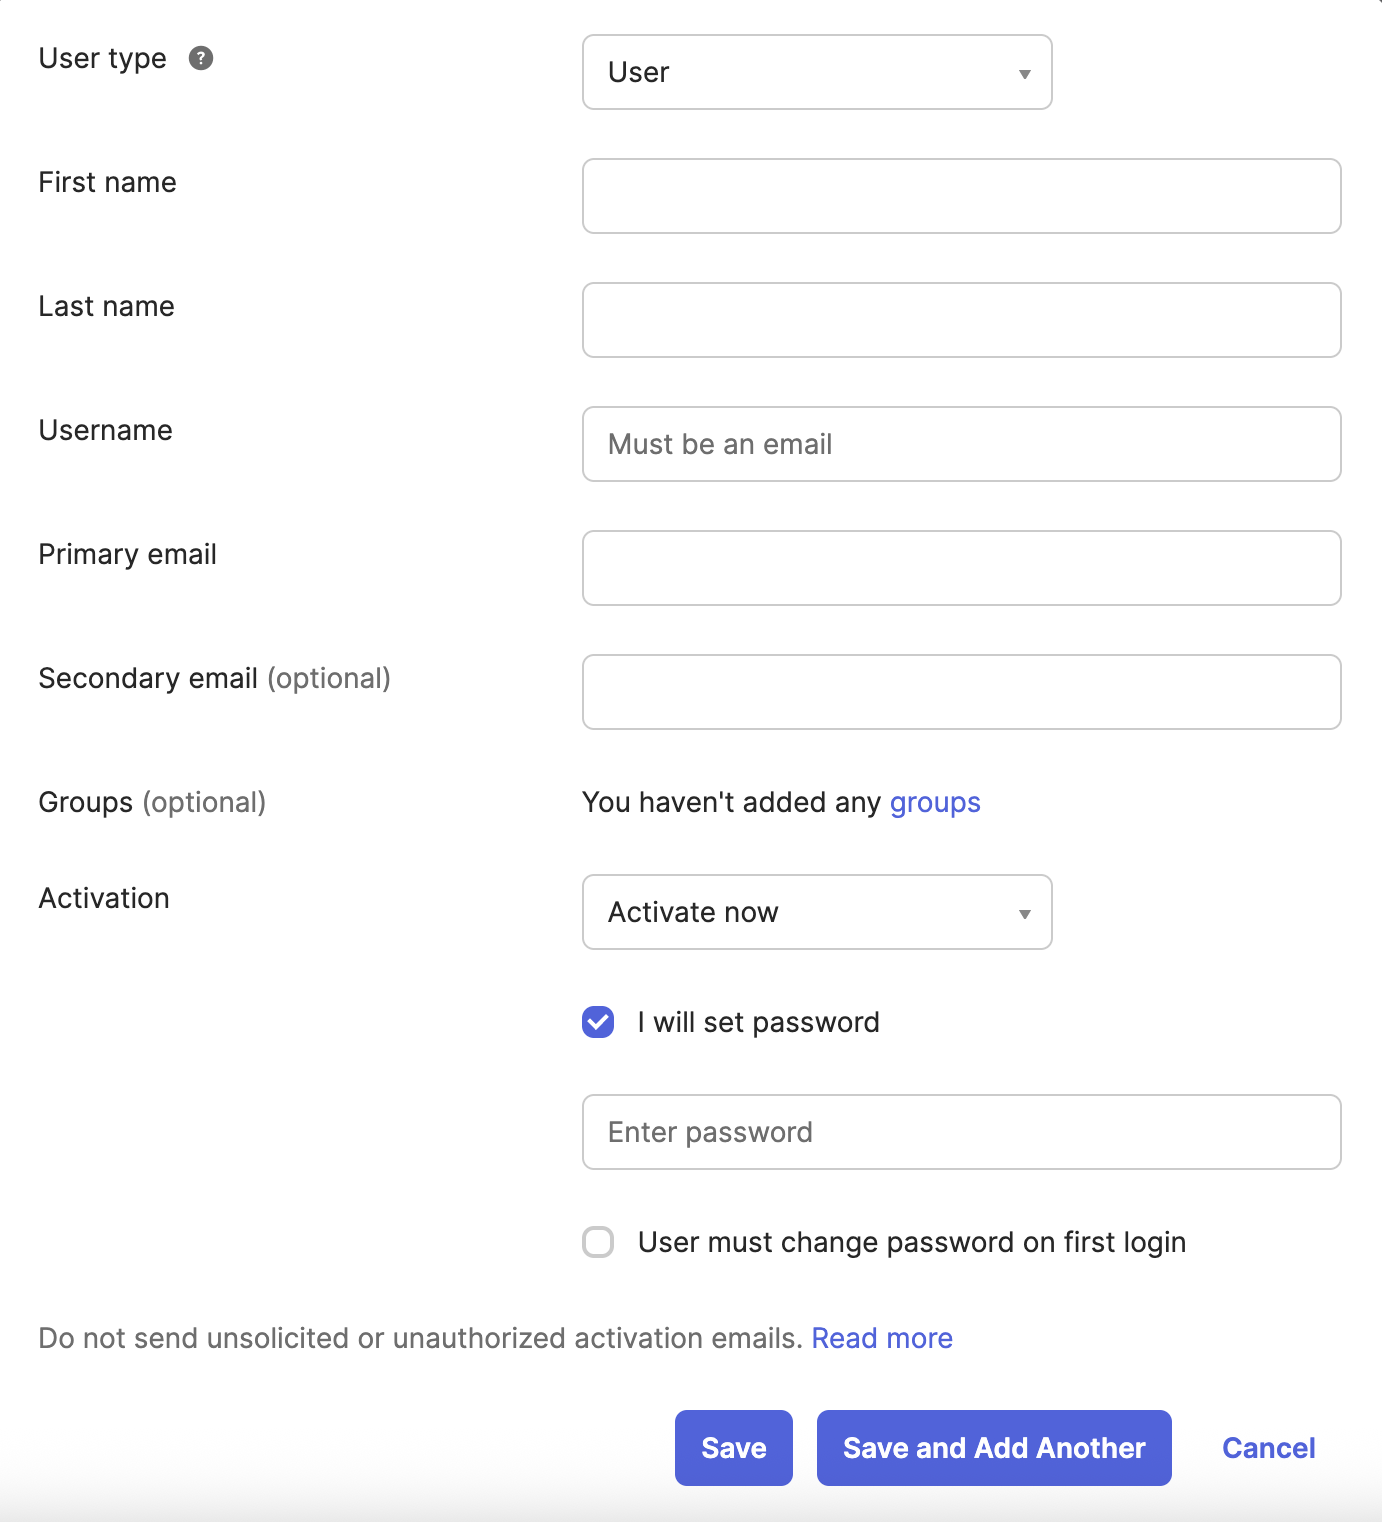 User type ?
User
First name
Last name
Username
Must be an email
Primary email
Secondary email (optional)
Groups (optional)
You haven't added any groups
Activation
Activate now
I will set password
Enter password
User must change password on first login
Do not send unsolicited or unauthorized activation emails. Read more
Save
Save and Add Another
Cancel